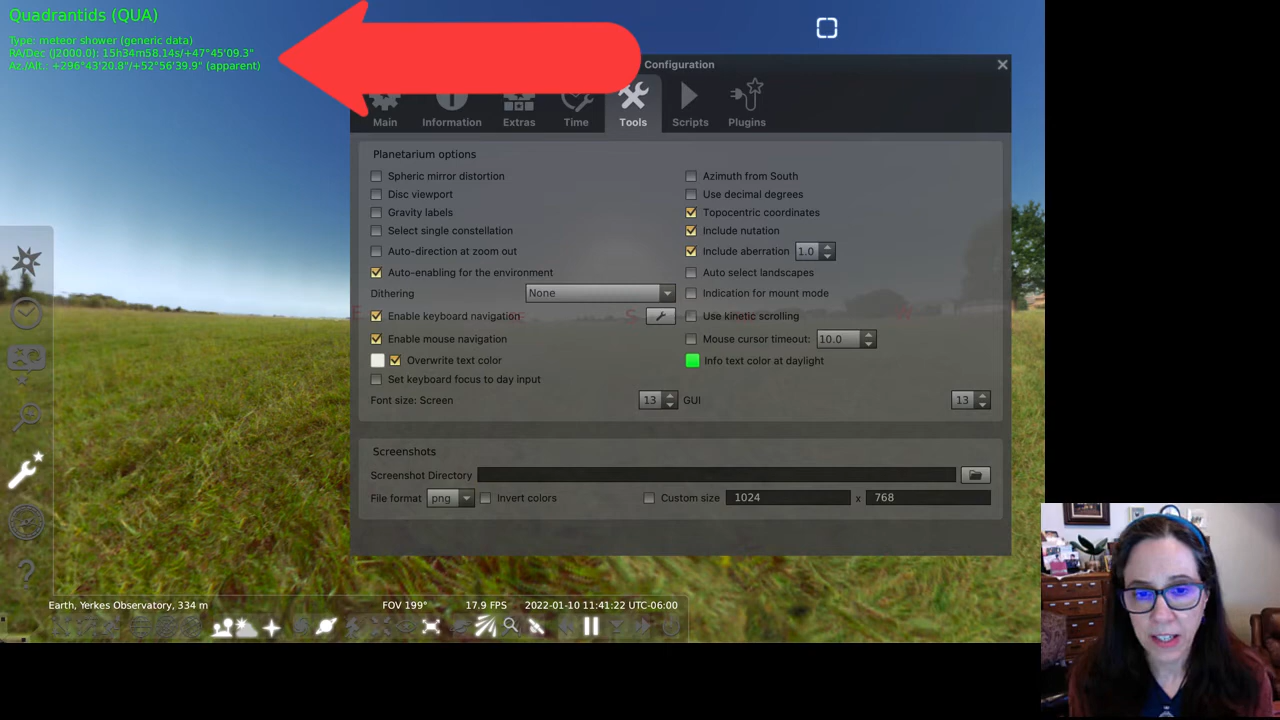 Quadrantids (QUA)
Type: meteor shower (generic data)
RA/Dec (J2000.0): 15h34m58.14s/+47°45'09.3"
Az./Alt.: +296°43'20.8"/+52°56'39.9" (apparent)
Configuration
Main Information Extras Time Tools Scripts Plugins
Planetarium options
Spheric mirror distortion
Azimuth from South
Disc viewport
Use decimal degrees
Gravity labels
Topocentric coordinates
Select single constellation
Include nutation
Auto-direction at zoom out
Include aberration 1.0
Auto-enabling for the environment
Auto select landscapes
Dithering None
Indication for mount mode
Enable keyboard navigation
Use kinetic scrolling
Enable mouse navigation
Mouse cursor timeout: 10.0
Overwrite text color
Info text color at daylight
Set keyboard focus to day input
Font size: Screen 13 GUI 13
Screenshots
Screenshot Directory
File format png Invert colors Custom size 1024 x 768
Earth, Yerkes Observatory, 334 m FOV 199° 17.9 FPS 2022-01-10 11:41:22 UTC-06:00